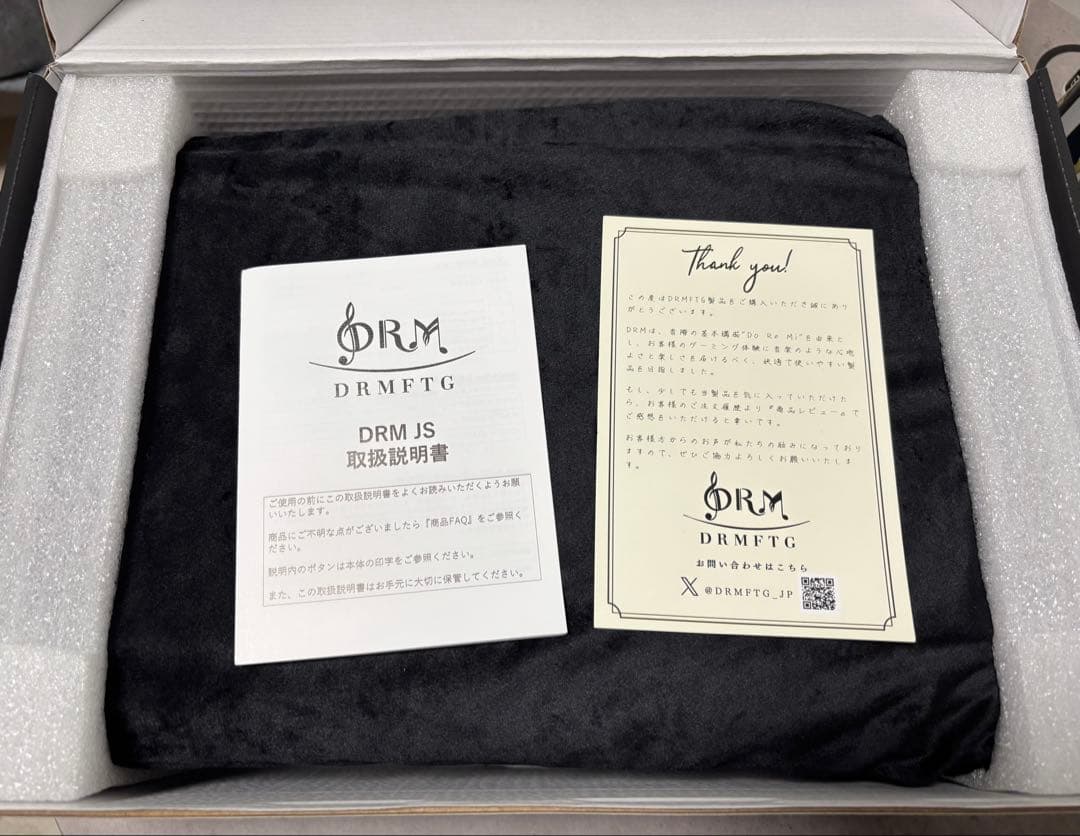 DRM
DRMFTG
DRM JS
取扱説明書
ご使用の前にこの取扱説明書をよくお読みいただくようお願
いいたします。
商品にご不明な点がございましたら『商品FAQ』をご参照く
ださい。
説明内のボタンは本体の印字をご参照ください。
また、この取扱説明書はお手元に大切に保管してください。
Thank you!
この度はDRMFTG製品をご購入いただき誠にあり
がとうございます。
DRMは、音階の基本構成"Do Re Mi"を由来と
し、お客様のゲーミング体験に音楽のような心地
よさと楽しさを届けるべく、快適で使いやすい製
品を目指しました。
もし、少しでも当製品を気に入っていただけた
ら、お客様のご注文履歴より『商品レビュー』で
ご感想をいただけると幸いです。
お客様方からのお声が私たちの励みになっており
ますので、ぜひご協力よろしくお願いいたしま
す。
DRM
DRMFTG
お問い合わせはこちら
X @DRMFTG_JP